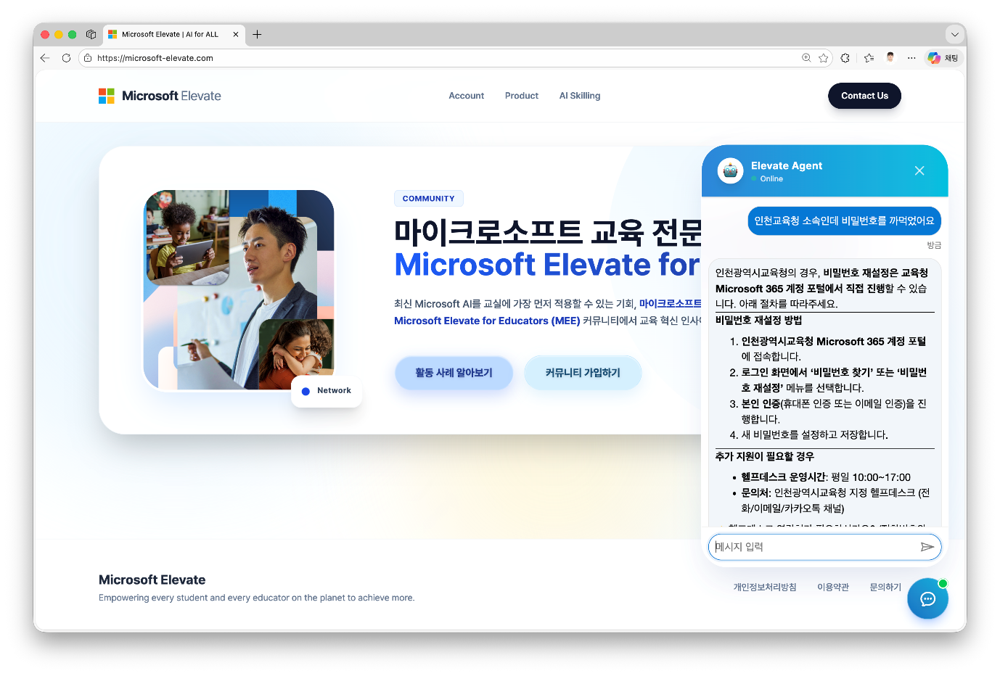 Microsoft Elevate | AI for ALL
https://microsoft-elevate.com
채팅
Microsoft Elevate
Account
Product
AI Skilling
Contact Us
COMMUNITY
마이크로소프트 교육 전문
Microsoft Elevate for
최신 Microsoft AI를 교실에 가장 먼저 적용할 수 있는 기회, 마이크로소프트
Microsoft Elevate for Educators (MEE) 커뮤니티에서 교육 혁신 인사
활동 사례 알아보기
커뮤니티 가입하기
Network
Elevate Agent
Online
인천교육청 소속인데 비밀번호를 까먹었어요
방금
인천광역시교육청의 경우, 비밀번호 재설정은 교육청
Microsoft 365 계정 포털에서 직접 진행할 수 있습
니다. 아래 절차를 따라주세요.
비밀번호 재설정 방법
1. 인천광역시교육청 Microsoft 365 계정 포털
에 접속합니다.
2. 로그인 화면에서 ‘비밀번호 찾기’ 또는 ‘비밀번
호 재설정’ 메뉴를 선택합니다.
3. 본인 인증(휴대폰 인증 또는 이메일 인증)을 진
행합니다.
4. 새 비밀번호를 설정하고 저장합니다.
추가 지원이 필요할 경우
• 헬프데스크 운영시간: 평일 10:00~17:00
• 문의처: 인천광역시교육청 지정 헬프데스크 (전
화/이메일/카카오톡 채널)
메시지 입력
Microsoft Elevate
Empowering every student and every educator on the planet to achieve more.
개인정보처리방침
이용약관
문의하기